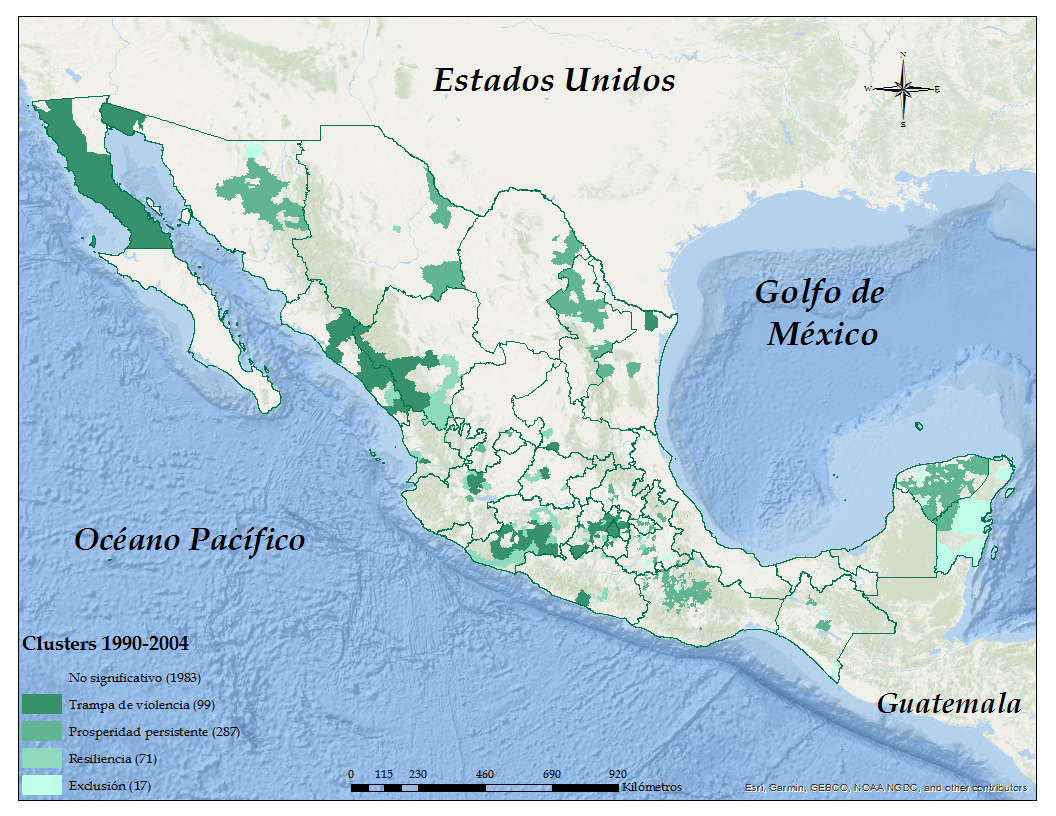 Estados Unidos
N
W
E
S
Golfo de
México
Océano Pacífico
Clusters 1990-2004
No significativo (1983)
Trampa de violencia (99)
Prosperidad persistente (287)
Resiliencia (71)
Exclusión (17)
Guatemala
0 115 230 460 690 920
Kilómetros
Esri, Garmin, GEBCO, NOAA NGDC, and other contributors